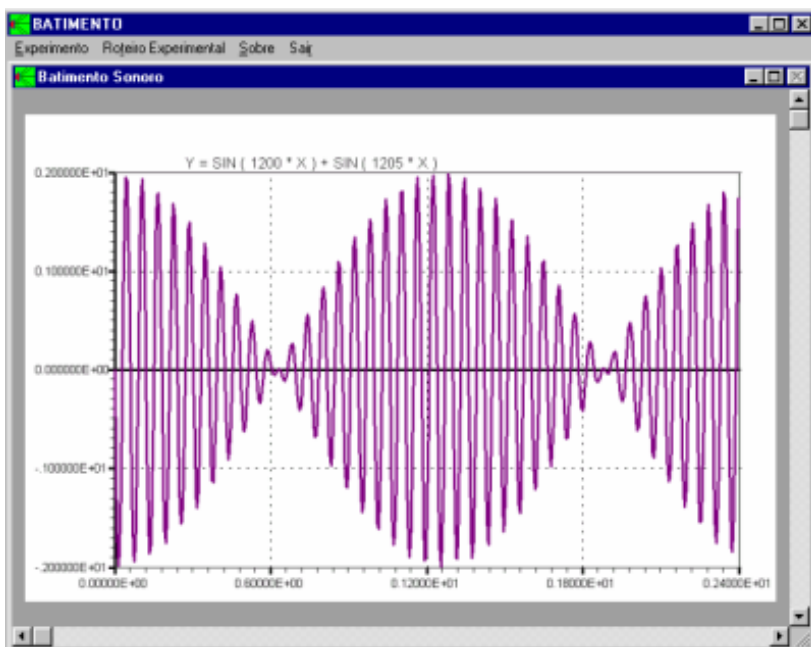 BATIMENTO
Experimento Roteiro Experimental Sobre Sair
Batimento Sonoro
Y = SIN ( 1200 * X ) + SIN ( 1205 * X )
0.200000E+01
0.100000E+01
0.000000E+00
-.100000E+01
-.200000E+01
0.00000E+00 0.60000E+00 0.12000E+01 0.18000E+01 0.24000E+01